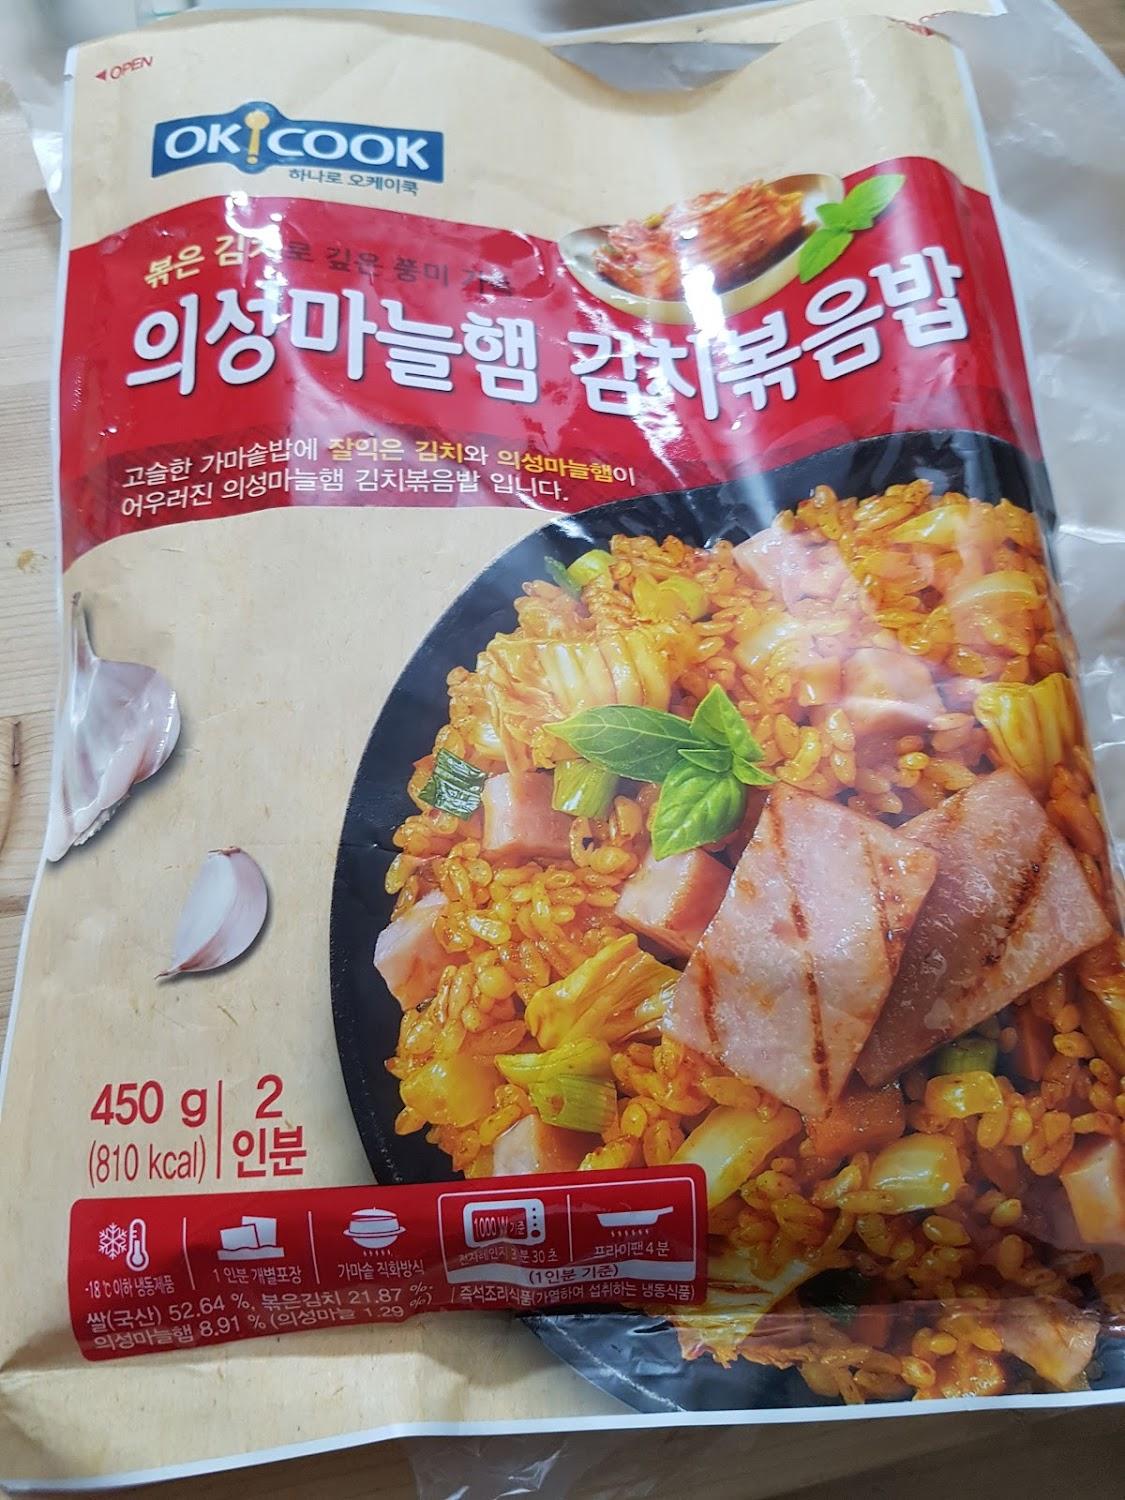 OPEN
OK COOK
하나로 오케이쿡
볶은 김치로 깊은 풍미 가득
의성마늘햄 김치볶음밥
고슬한 가마솥밥에 잘익은 김치와 의성마늘햄이
어우러진 의성마늘햄 김치볶음밥 입니다.
450 g
(810 kcal)
2
인분
-18℃이하 냉동제품
1인분 개별포장
가마솥 직화방식
1000W기준
전자레인지 분 30초
프라이팬 4분
(1인분 기준)
쌀(국산) 52.64 %, 볶은김치 21.87 %,
의성마늘햄 8.91 % (의성마늘 1.29 %)
즉석조리식품(가열하여 섭취하는 냉동식품)